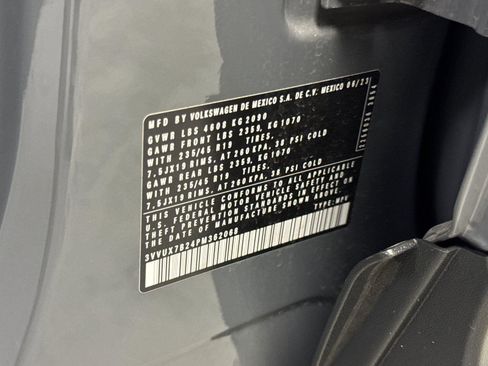 MFD BY VOLKSWAGEN DE MEXICO S.A. DE C.V. MEXICO 06/23
GVWR LBS 4608 KG 2090
GAWR FRONT LBS 2359, KG 1070
WITH 235/45 R19 TIRES,
7.5JX19 RIMS, AT 260 KPA, 38 PSI COLD
GAWR REAR LBS 2359, KG 1070
WITH 235/45 R19 TIRES,
7.5JX19 RIMS, AT 260 KPA, 38 PSI COLD
THIS VEHICLE CONFORMS TO ALL APPLICABLE
U.S. FEDERAL MOTOR VEHICLE SAFETY
STANDARDS IN EFFECT ON
THE DATE OF MANUFACTURE SHOWN ABOVE.
3VVUX7B24PM362068 TYPE: MPV